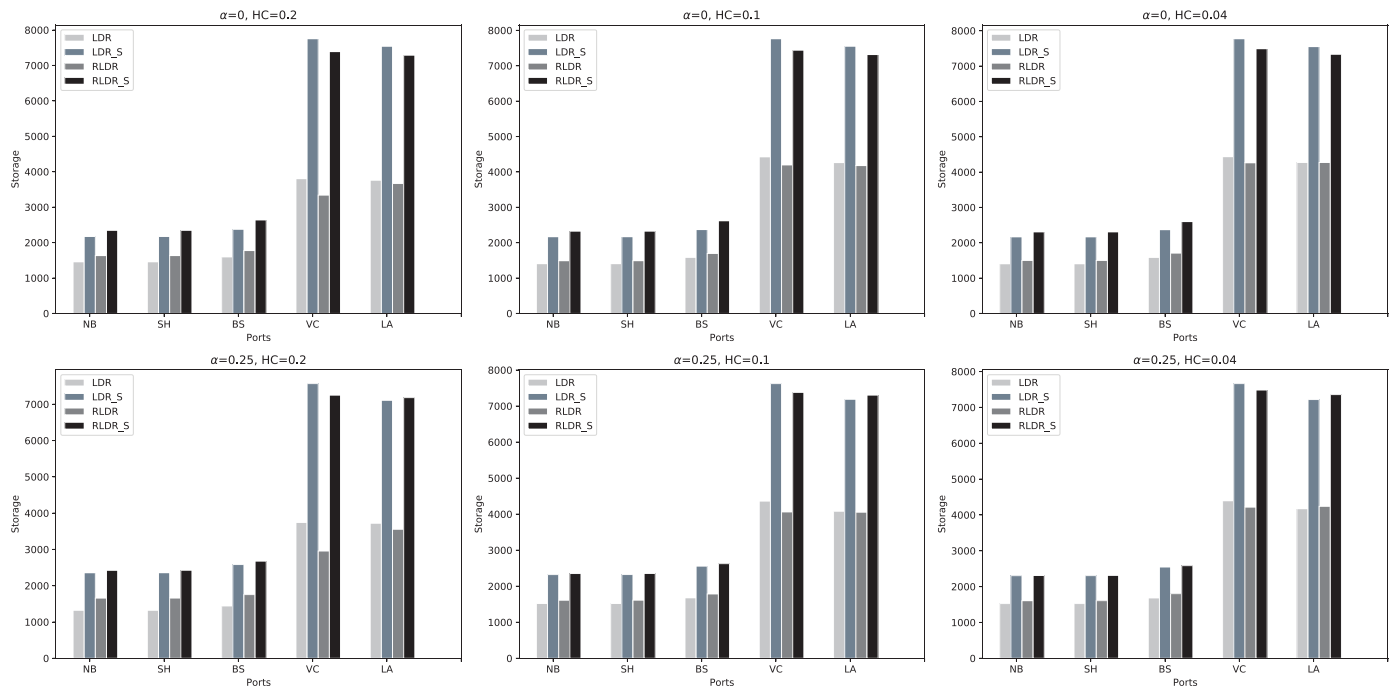 α=0, HC=0.2
8000
7000
6000
5000
4000
3000
2000
1000
0
Storage
LDR
LDR_S
RLDR
RLDR_S
NB SH BS VC LA
Ports
α=0, HC=0.1
8000
7000
6000
5000
4000
3000
2000
1000
0
Storage
LDR
LDR_S
RLDR
RLDR_S
NB SH BS VC LA
Ports
α=0, HC=0.04
8000
7000
6000
5000
4000
3000
2000
1000
0
Storage
LDR
LDR_S
RLDR
RLDR_S
NB SH BS VC LA
Ports
α=0.25, HC=0.2
7000
6000
5000
4000
3000
2000
1000
0
Storage
LDR
LDR_S
RLDR
RLDR_S
NB SH BS VC LA
Ports
α=0.25, HC=0.1
8000
7000
6000
5000
4000
3000
2000
1000
0
Storage
LDR
LDR_S
RLDR
RLDR_S
NB SH BS VC LA
Ports
α=0.25, HC=0.04
8000
7000
6000
5000
4000
3000
2000
1000
0
Storage
LDR
LDR_S
RLDR
RLDR_S
NB SH BS VC LA
Ports